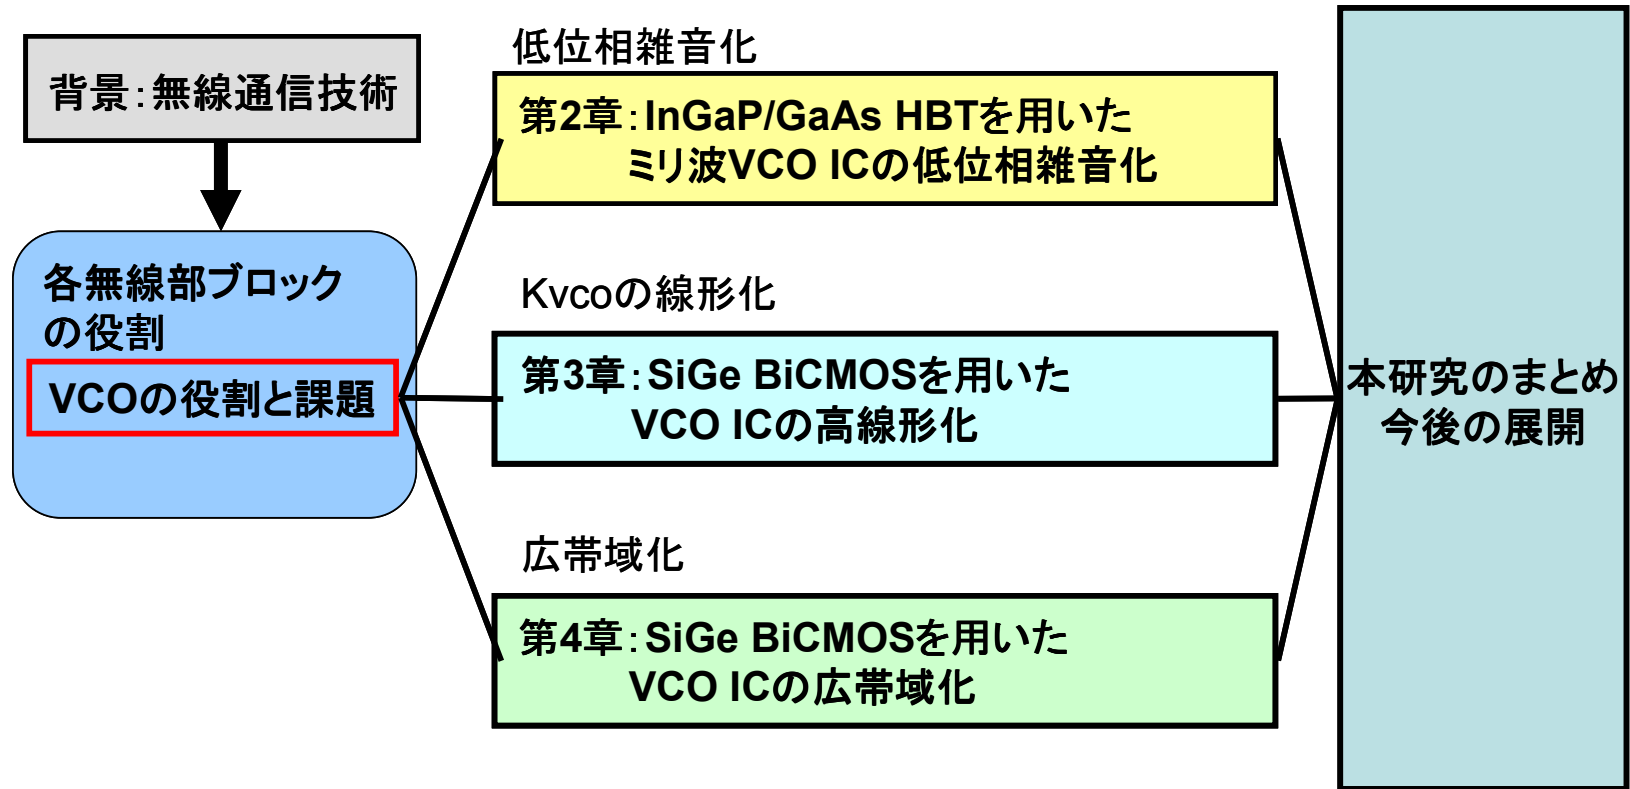 背景：無線通信技術
各無線部ブロック
の役割
VCOの役割と課題
低位相雑音化
第2章：InGaP/GaAs HBTを用いた
ミリ波VCO ICの低位相雑音化
Kvcoの線形化
第3章：SiGe BiCMOSを用いた
VCO ICの高線形化
広帯域化
第4章：SiGe BiCMOSを用いた
VCO ICの広帯域化
本研究のまとめ
今後の展開